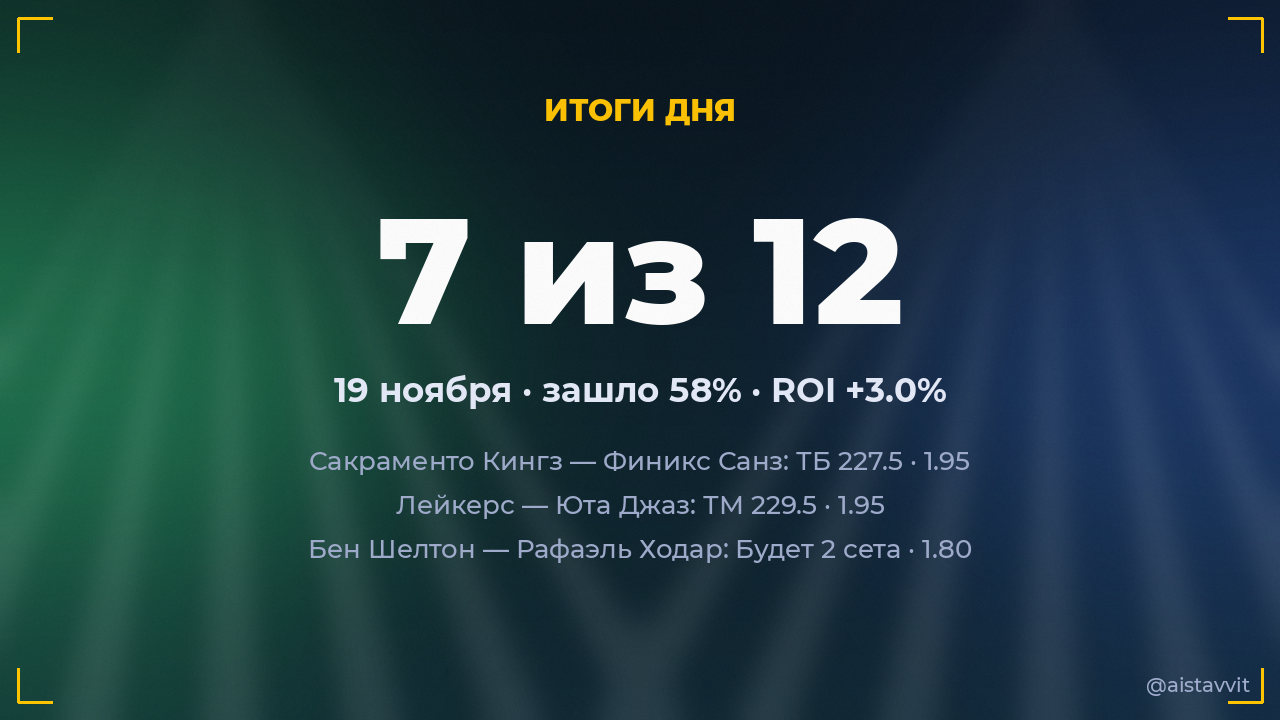 ИТОГИ ДНЯ
7 из 12
19 ноября · зашло 58% · ROI +3.0%
Сакраменто Кингз — Финикс Санз: ТБ 227.5 · 1.95
Лейкерс — Юта Джаз: ТМ 229.5 · 1.95
Бен Шелтон — Рафаэль Ходар: Будет 2 сета · 1.80
@aistavvit